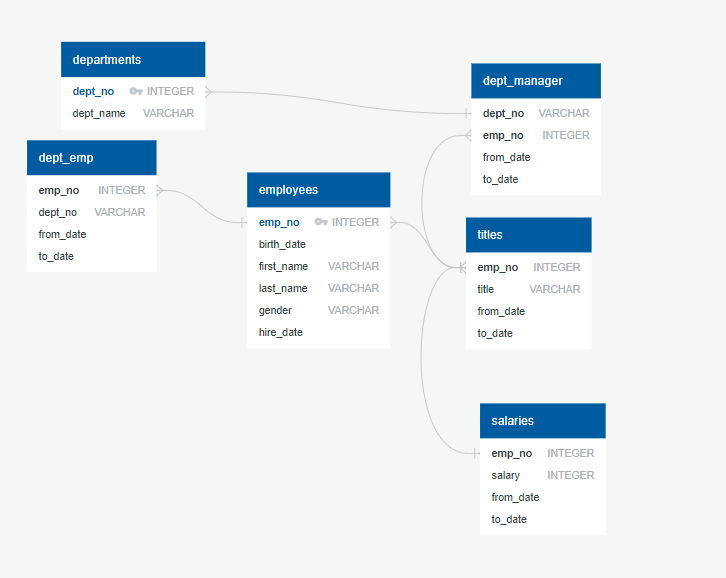 departments
dept_no INTEGER
dept_name VARCHAR
dept_emp
emp_no INTEGER
dept_no VARCHAR
from_date
to_date
employees
emp_no INTEGER
birth_date
first_name VARCHAR
last_name VARCHAR
gender VARCHAR
hire_date
dept_manager
dept_no VARCHAR
emp_no INTEGER
from_date
to_date
titles
emp_no INTEGER
title VARCHAR
from_date
to_date
salaries
emp_no INTEGER
salary INTEGER
from_date
to_date